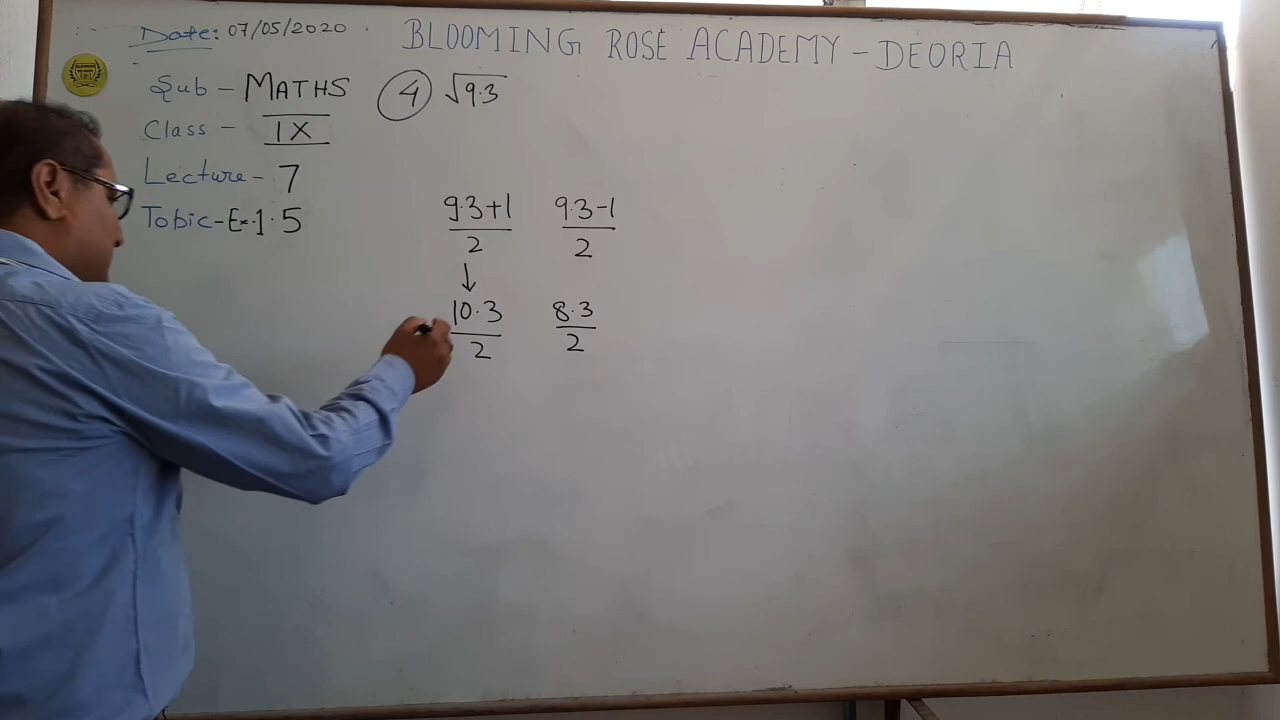 Date: 07/05/2020
BLOOMING ROSE ACADEMY - DEORIA
Sub - MATHS
Class - IX
Lecture - 7
Tobic - Ex. 1.5
4 √9.3
9.3+1/2 9.3-1/2
↓
10.3/2 8.3/2